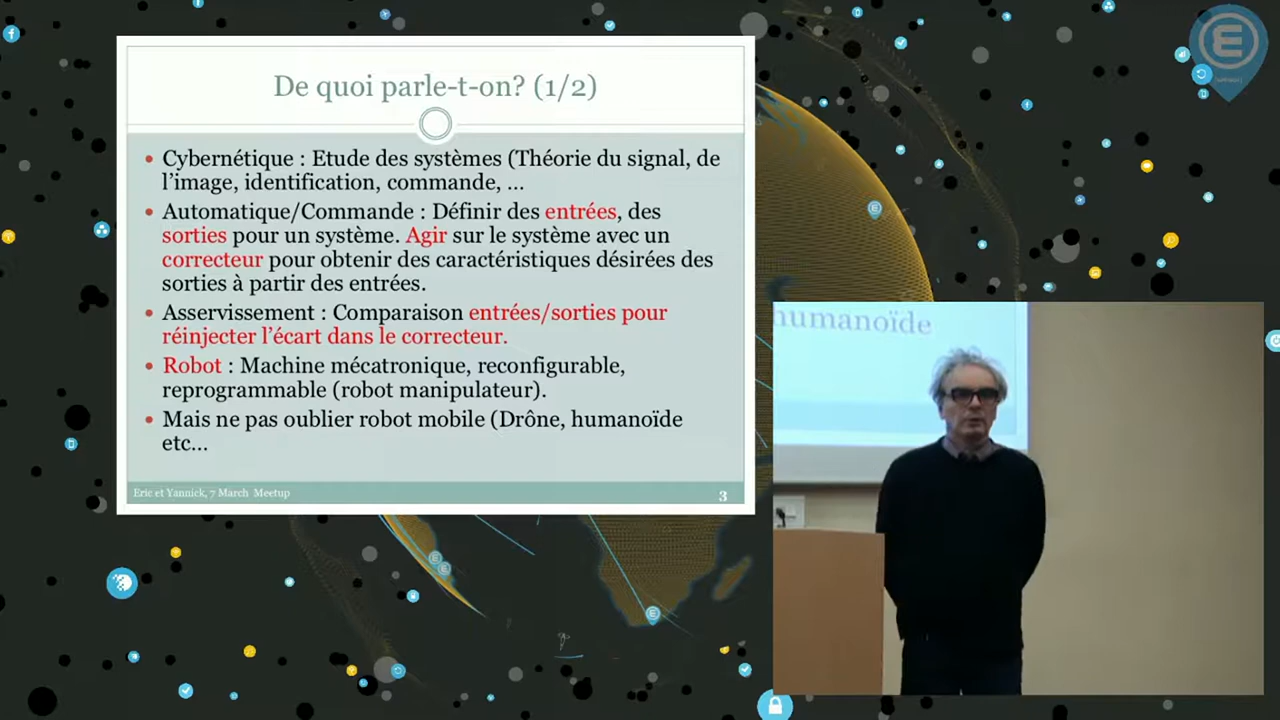 De quoi parle-t-on? (1/2)
• Cybernétique : Etude des systèmes (Théorie du signal, de
l'image, identification, commande, ...
• Automatique/Commande : Définir des entrées, des
sorties pour un système. Agir sur le système avec un
correcteur pour obtenir des caractéristiques désirées des
sorties à partir des entrées.
• Asservissement : Comparaison entrées/sorties pour
réinjecter l'écart dans le correcteur.
• Robot : Machine mécatronique, reconfigurable,
reprogrammable (robot manipulateur).
• Mais ne pas oublier robot mobile (Drône, humanoïde
etc...
Eric et Yannick, 7 March Meetup
3
humanoïde